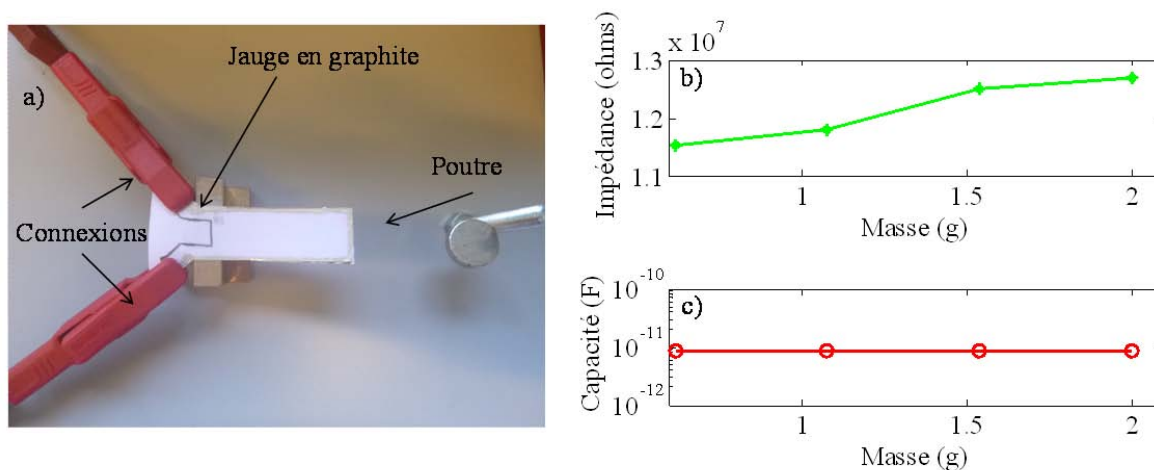 a)
Jauge en graphite
Poutre
Connexions
b)
x 10^7
Impédance (ohms)
1.3
1.2
1.1
1
1.5
2
Masse (g)
c)
Capacité (F)
10^-10
10^-11
10^-12
1
1.5
2
Masse (g)